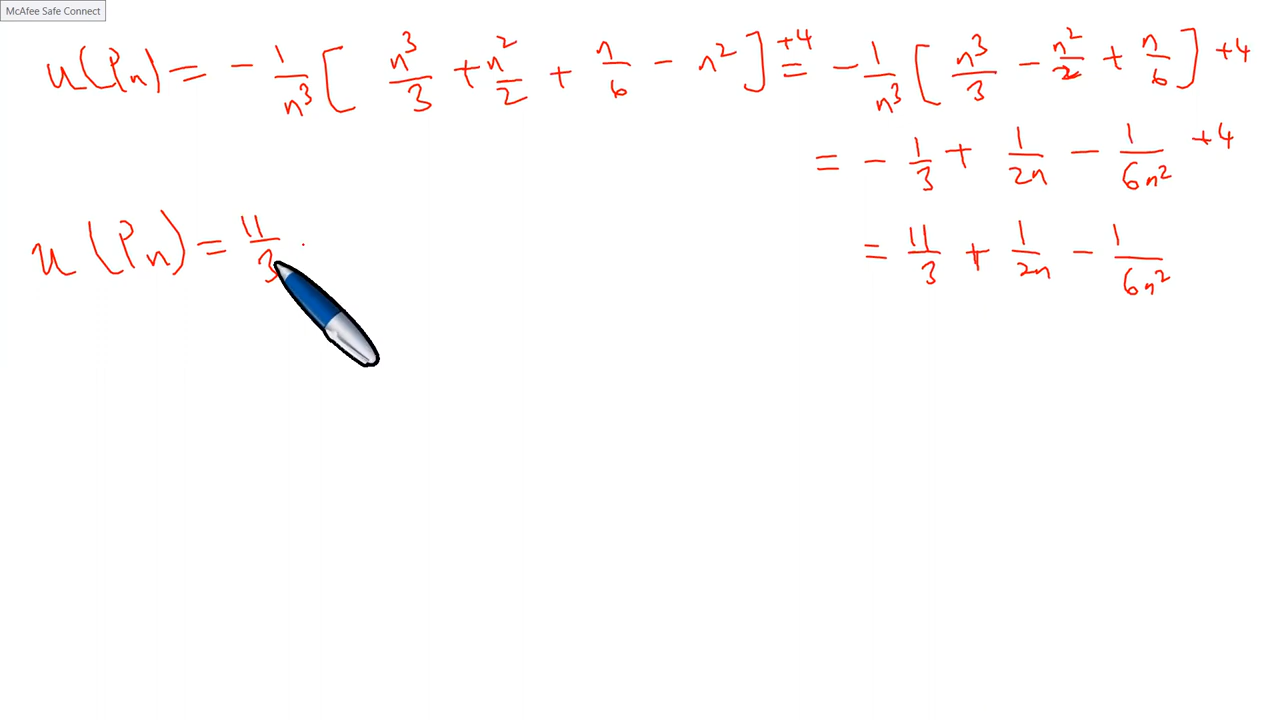 McAfee Safe Connect
u(Pn) = - 1/n³ [ n³/3 + n²/2 + n/6 - n² ] +4 = - 1/n³ [ n³/3 - n²/2 + n/6 ] +4
= - 1/3 + 1/2n - 1/6n² +4
= 11/3 + 1/2n - 1/6n²
u(Pn) = 11/3 .